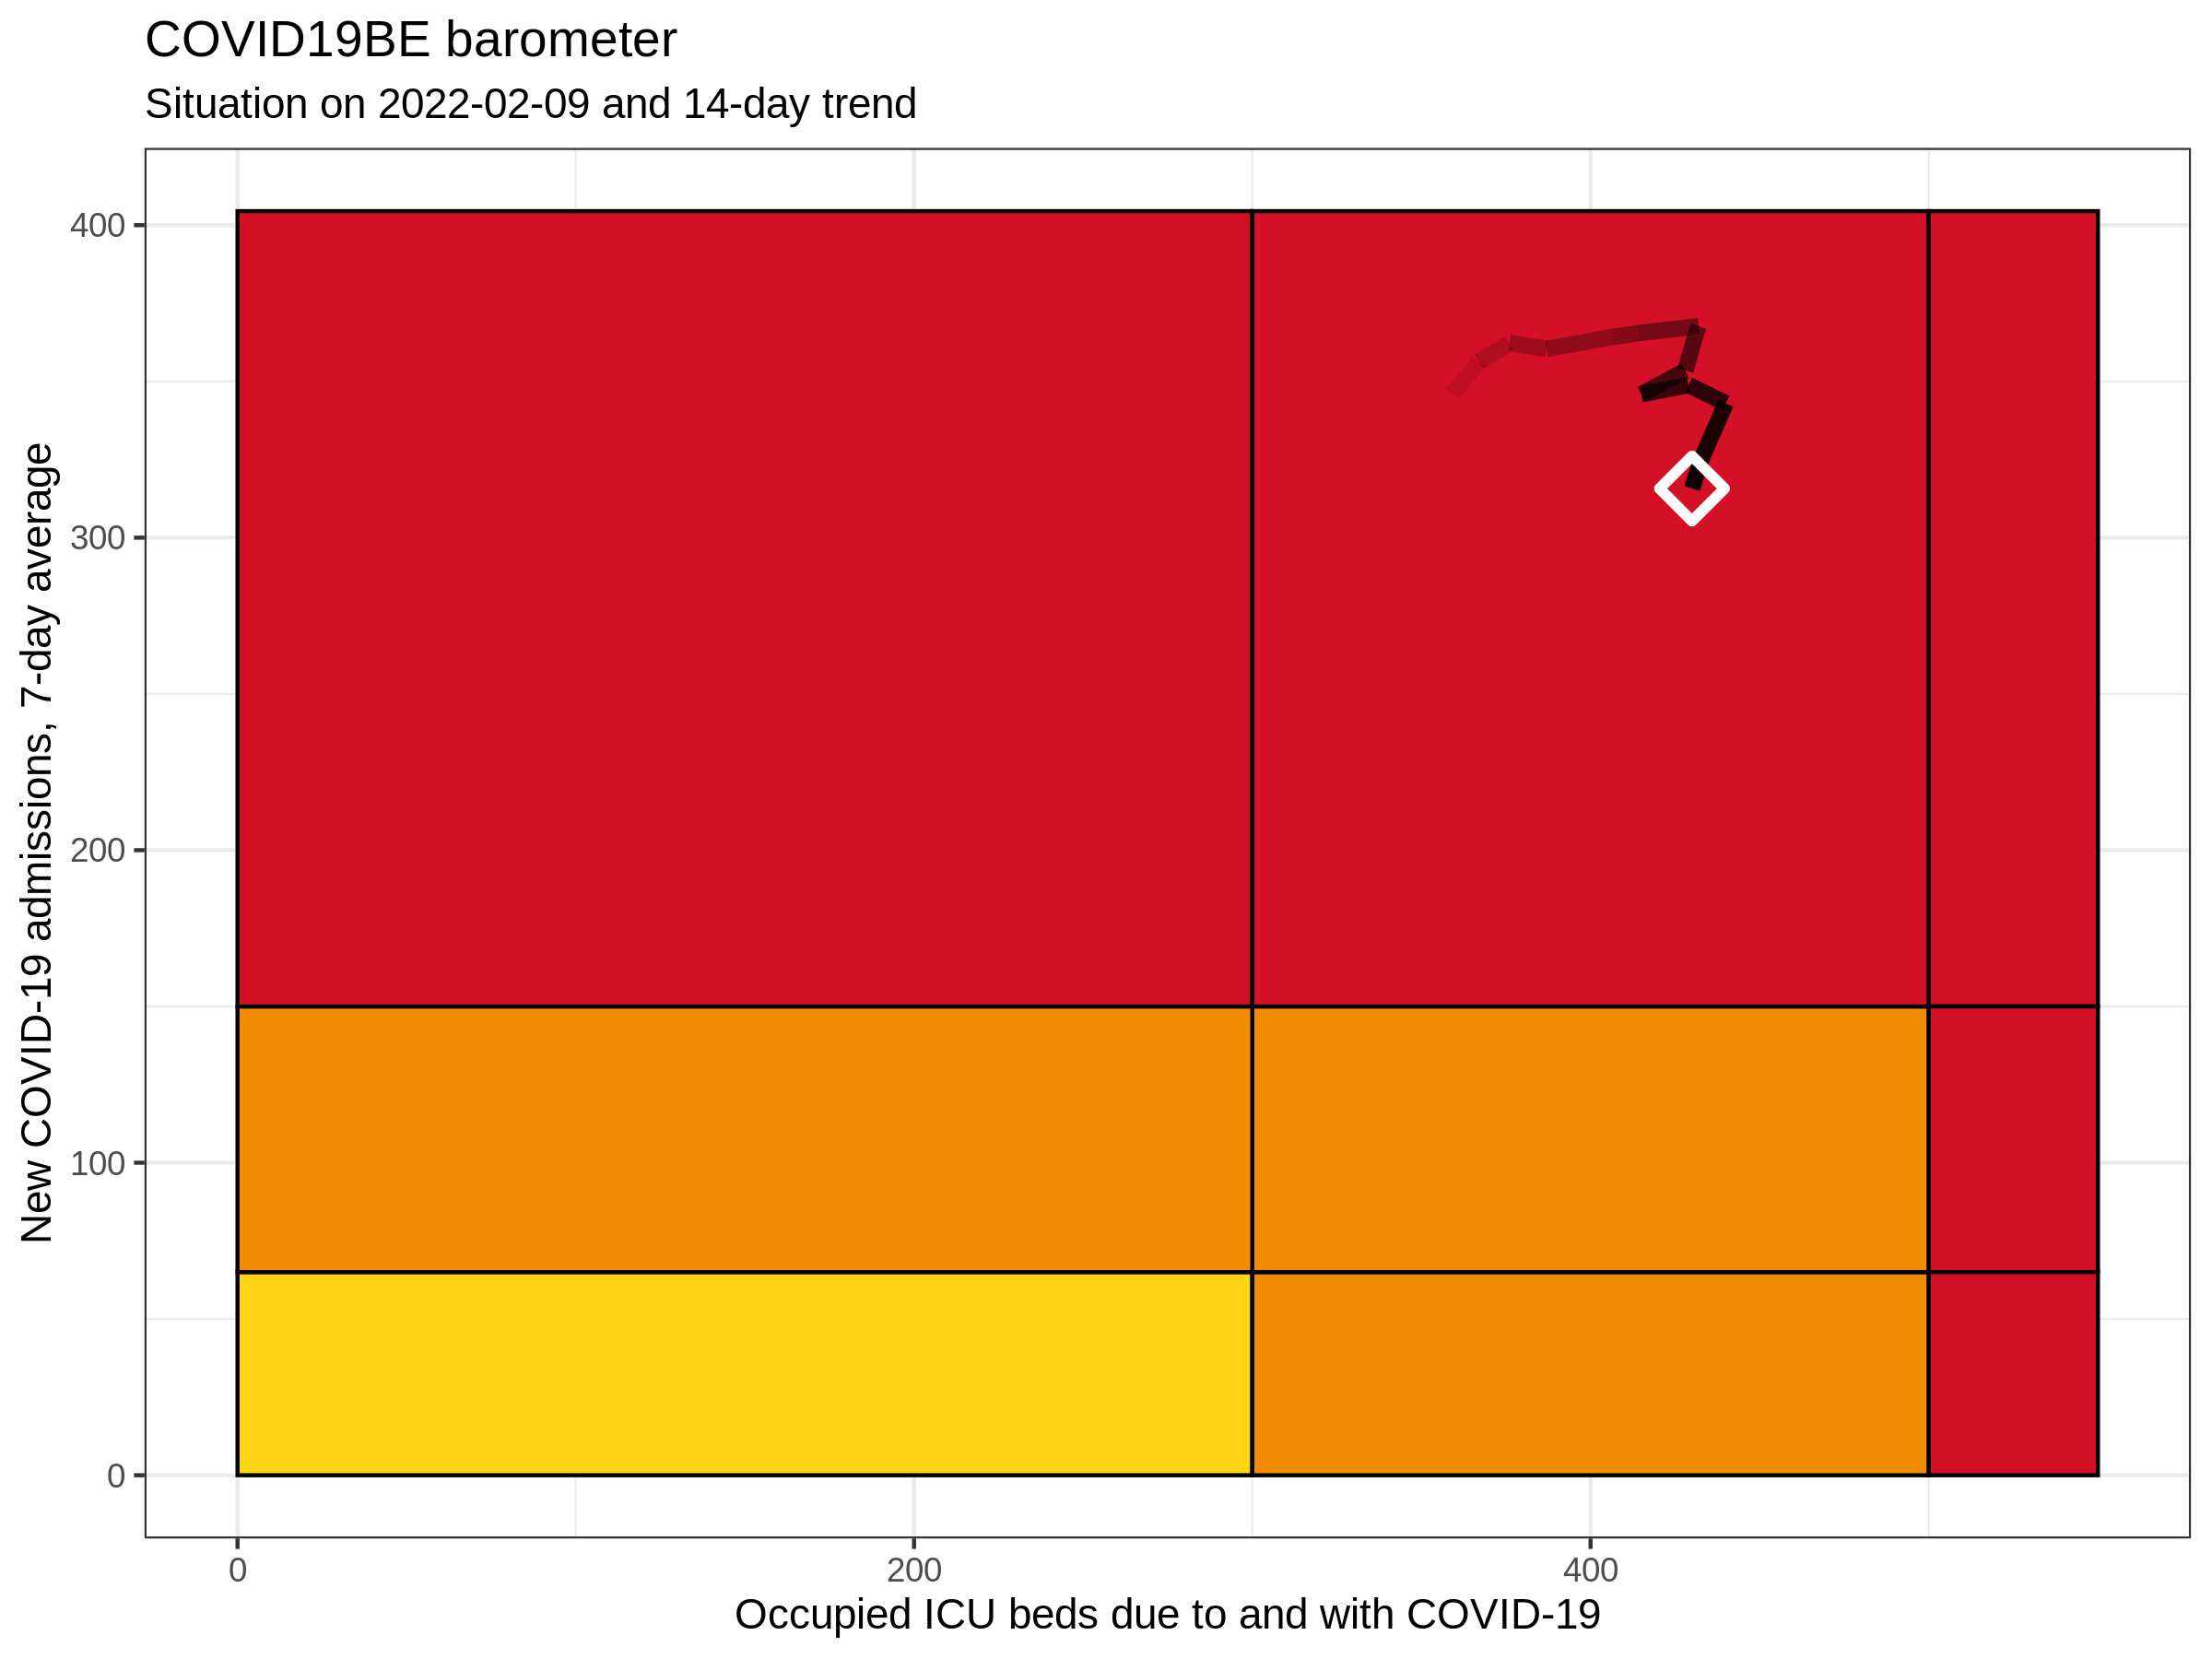 COVID19BE barometer
Situation on 2022-02-09 and 14-day trend
New COVID-19 admissions, 7-day average
400
300
200
100
0
0
200
400
Occupied ICU beds due to and with COVID-19